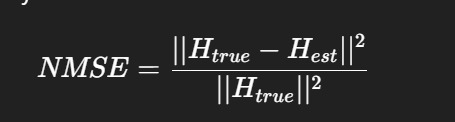 NMSE = ||H_true − H_est||² / ||H_true||²